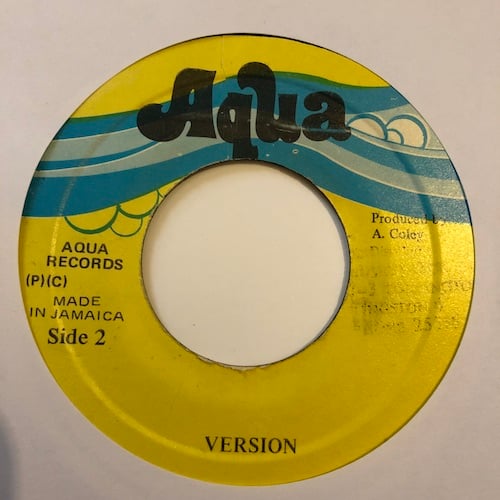 Aqua
AQUA
RECORDS
(P)(C)
MADE
IN JAMAICA
Side 2
Produced by
A. Coley
VERSION